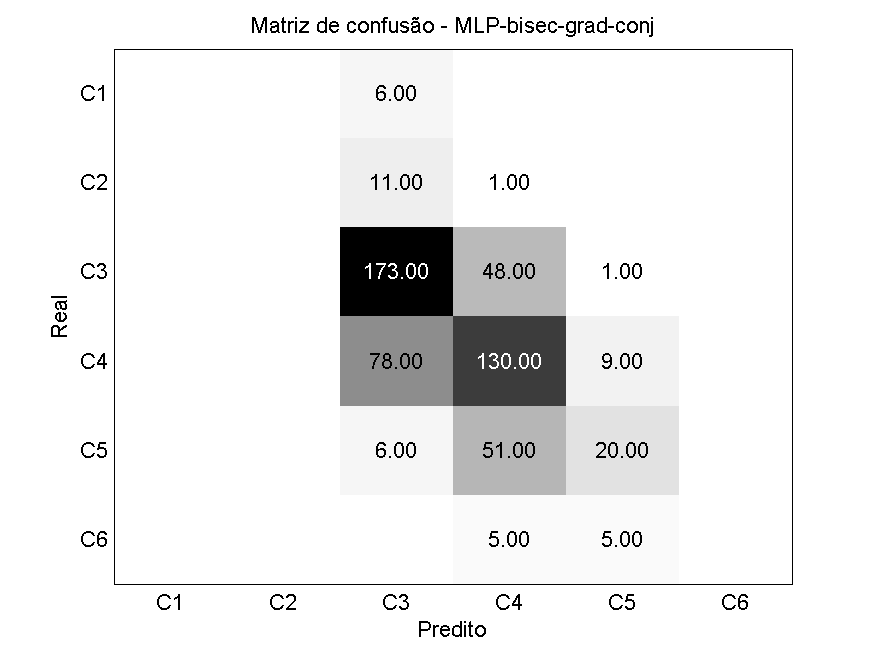 Matriz de confusão - MLP-bisec-grad-conj
C1 6.00
C2 11.00 1.00
C3 173.00 48.00 1.00
C4 78.00 130.00 9.00
C5 6.00 51.00 20.00
C6 5.00 5.00
Real
C1 C2 C3 C4 C5 C6
Predito